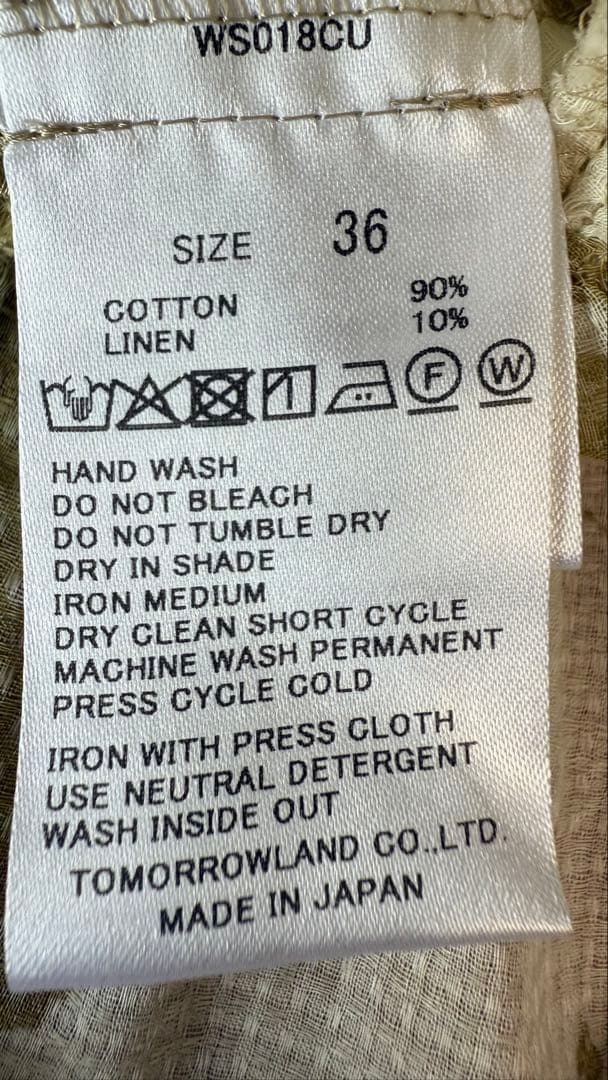 WS018CU
SIZE 36
COTTON 90%
LINEN 10%
F W
HAND WASH
DO NOT BLEACH
DO NOT TUMBLE DRY
DRY IN SHADE
IRON MEDIUM
DRY CLEAN SHORT CYCLE
MACHINE WASH PERMANENT
PRESS CYCLE COLD
IRON WITH PRESS CLOTH
USE NEUTRAL DETERGENT
WASH INSIDE OUT
TOMORROWLAND CO.,LTD.
MADE IN JAPAN